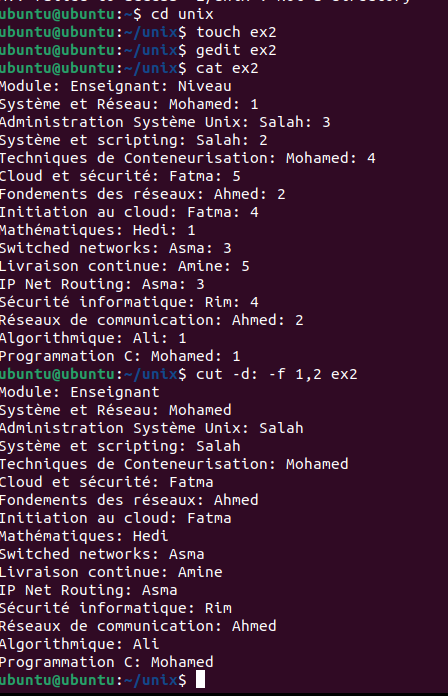 ubuntu@ubuntu:~$ cd unix
ubuntu@ubuntu:~/unix$ touch ex2
ubuntu@ubuntu:~/unix$ gedit ex2
ubuntu@ubuntu:~/unix$ cat ex2
Module: Enseignant: Niveau
Système et Réseau: Mohamed: 1
Administration Système Unix: Salah: 3
Système et scripting: Salah: 2
Techniques de Conteneurisation: Mohamed: 4
Cloud et sécurité: Fatma: 5
Fondements des réseaux: Ahmed: 2
Initiation au cloud: Fatma: 4
Mathématiques: Hedi: 1
Switched networks: Asma: 3
Livraison continue: Amine: 5
IP Net Routing: Asma: 3
Sécurité informatique: Rim: 4
Réseaux de communication: Ahmed: 2
Algorithmique: Ali: 1
Programmation C: Mohamed: 1
ubuntu@ubuntu:~/unix$ cut -d: -f 1,2 ex2
Module: Enseignant
Système et Réseau: Mohamed
Administration Système Unix: Salah
Système et scripting: Salah
Techniques de Conteneurisation: Mohamed
Cloud et sécurité: Fatma
Fondements des réseaux: Ahmed
Initiation au cloud: Fatma
Mathématiques: Hedi
Switched networks: Asma
Livraison continue: Amine
IP Net Routing: Asma
Sécurité informatique: Rim
Réseaux de communication: Ahmed
Algorithmique: Ali
Programmation C: Mohamed
ubuntu@ubuntu:~/unix$